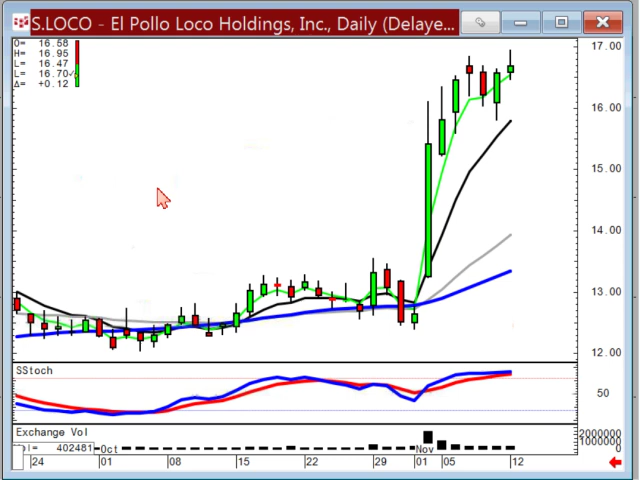 S.LOCO - El Pollo Loco Holdings, Inc., Daily (Delaye...
O= 16.58
H= 16.95
L= 16.47
L= 16.70
Δ= +0.12
17.00
16.00
15.00
14.00
13.00
12.00
SStoch
50
Exchange Vol
2000000
1000000
402481
Oct
Nov
0
24 01 08 15 22 29 01 05 12